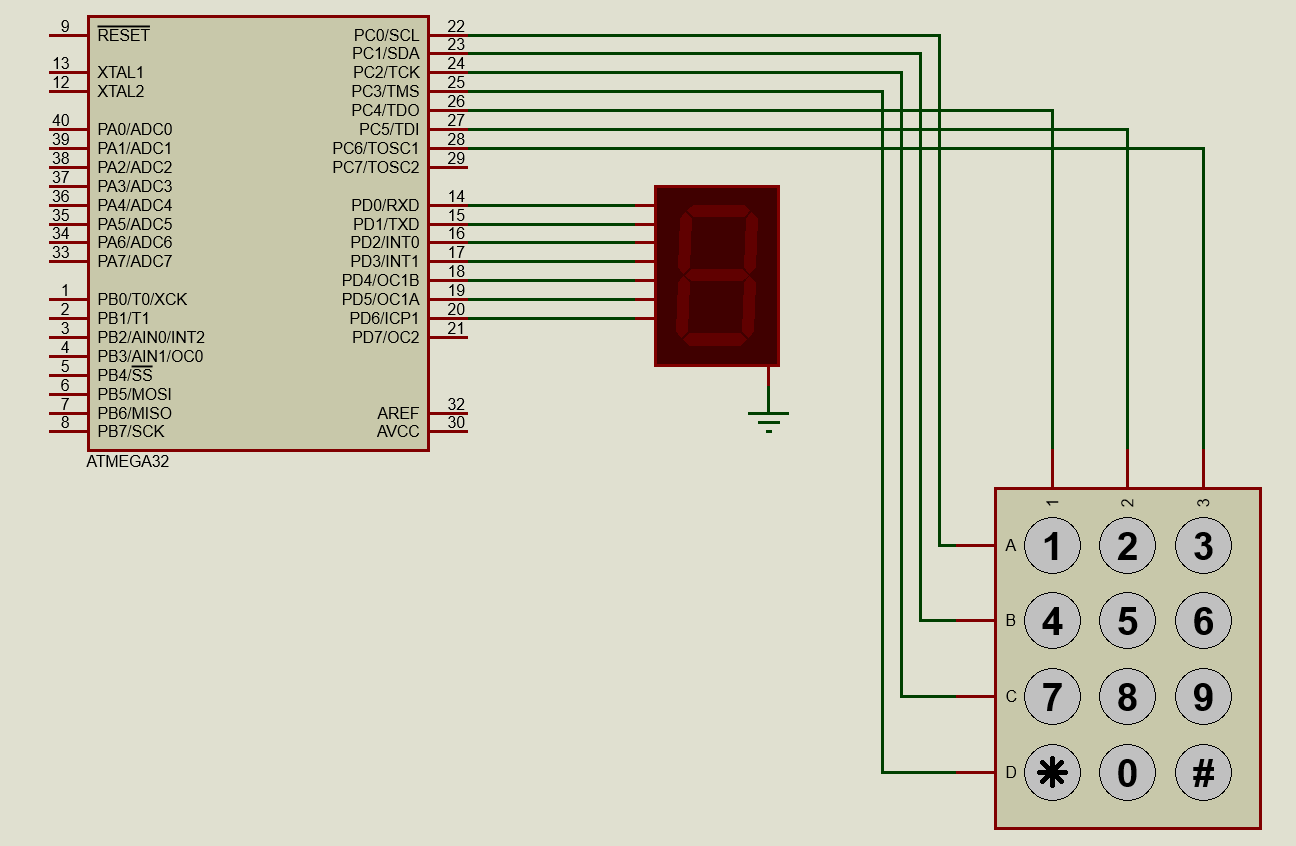 9 RESET PC0/SCL 22
PC1/SDA 23
13 XTAL1 PC2/TCK 24
12 XTAL2 PC3/TMS 25
PC4/TDO 26
40 PA0/ADC0 PC5/TDI 27
39 PA1/ADC1 PC6/TOSC1 28
38 PA2/ADC2 PC7/TOSC2 29
37 PA3/ADC3
36 PA4/ADC4 PD0/RXD 14
35 PA5/ADC5 PD1/TXD 15
34 PA6/ADC6 PD2/INT0 16
33 PA7/ADC7 PD3/INT1 17
PD4/OC1B 18
1 PB0/T0/XCK PD5/OC1A 19
2 PB1/T1 PD6/ICP1 20
3 PB2/AIN0/INT2 PD7/OC2 21
4 PB3/AIN1/OC0
5 PB4/SS
6 PB5/MOSI
7 PB6/MISO AREF 32
8 PB7/SCK AVCC 30
ATMEGA32
1 2 3
A 1 2 3
B 4 5 6
C 7 8 9
D * 0 #